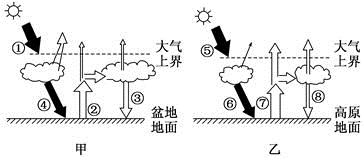 ① 大气上界 ⑤ 大气上界
④ ② ③ 盆地地面 ⑥ ⑦ ⑧ 高原地面
甲 乙